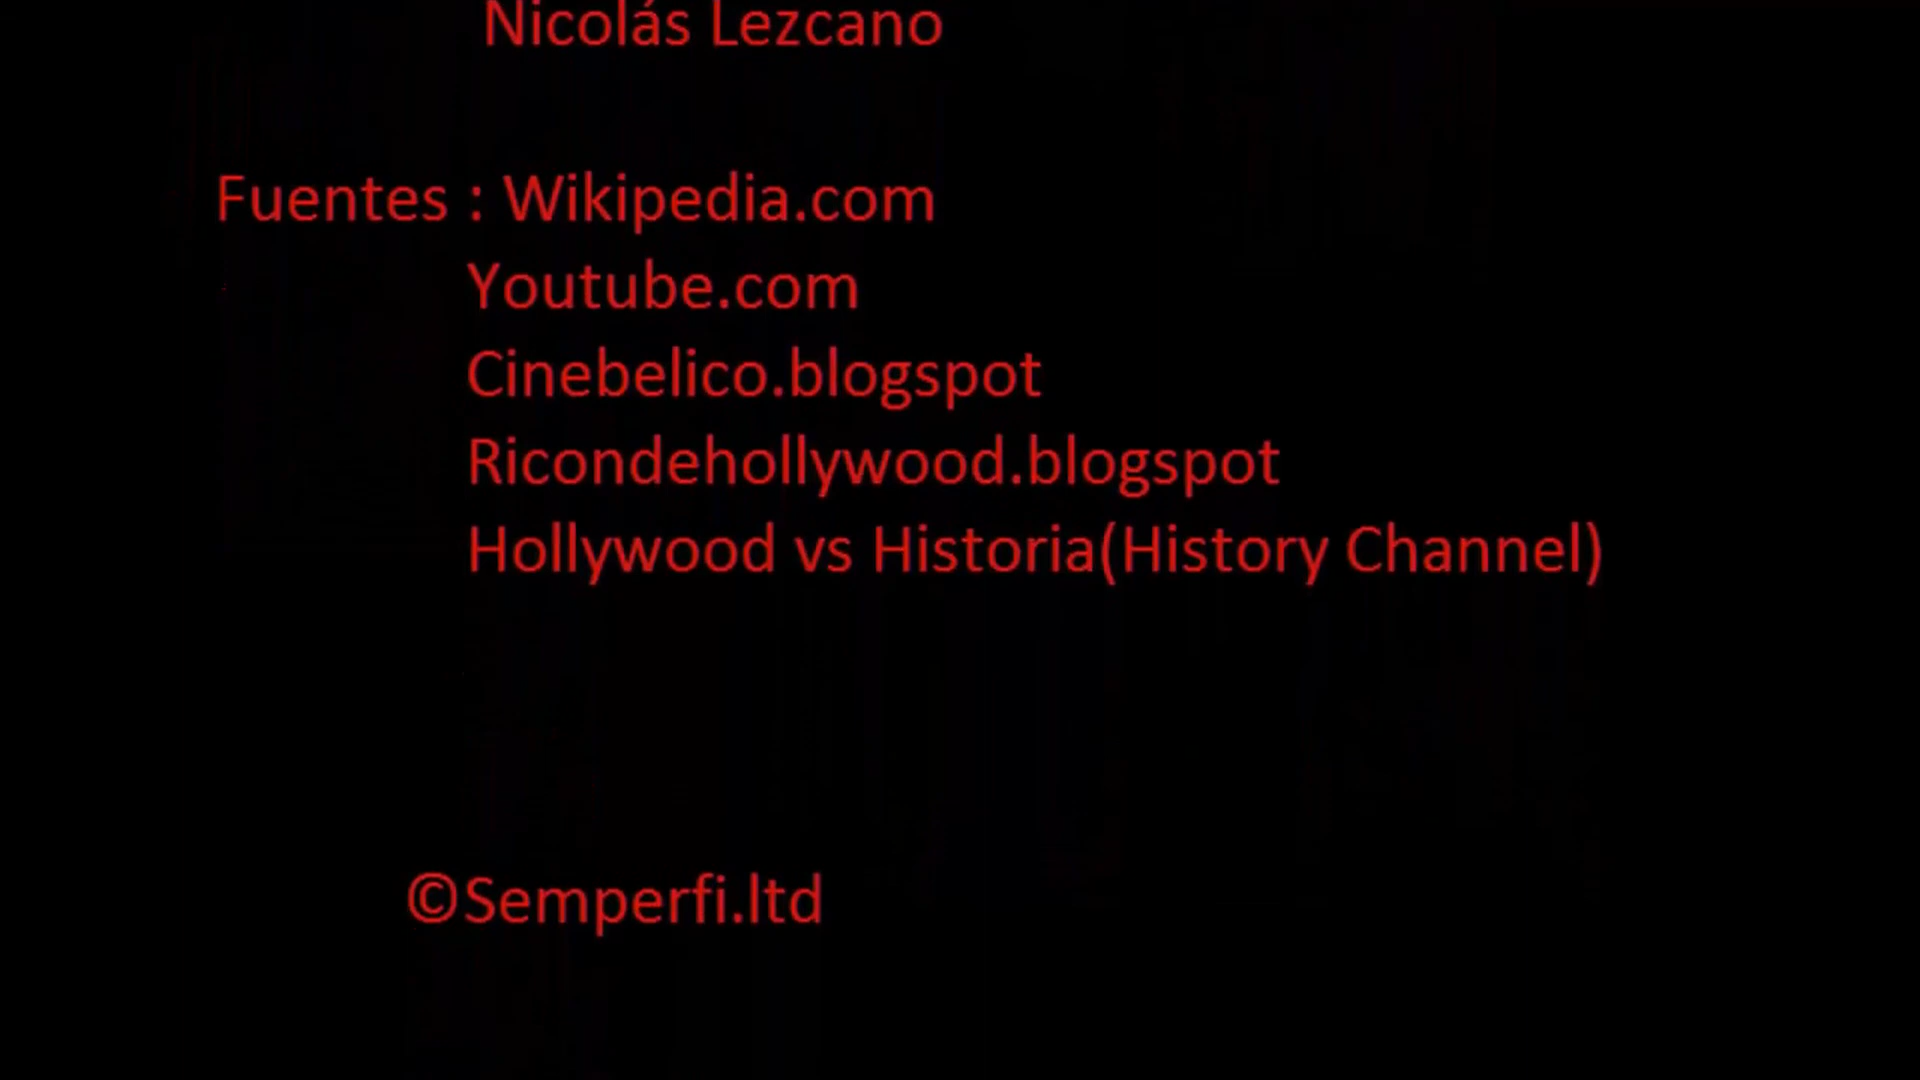 Nicolás Lezcano
Fuentes : Wikipedia.com
Youtube.com
Cinebelico.blogspot
Ricondehollywood.blogspot
Hollywood vs Historia(History Channel)
©Semperfi.ltd